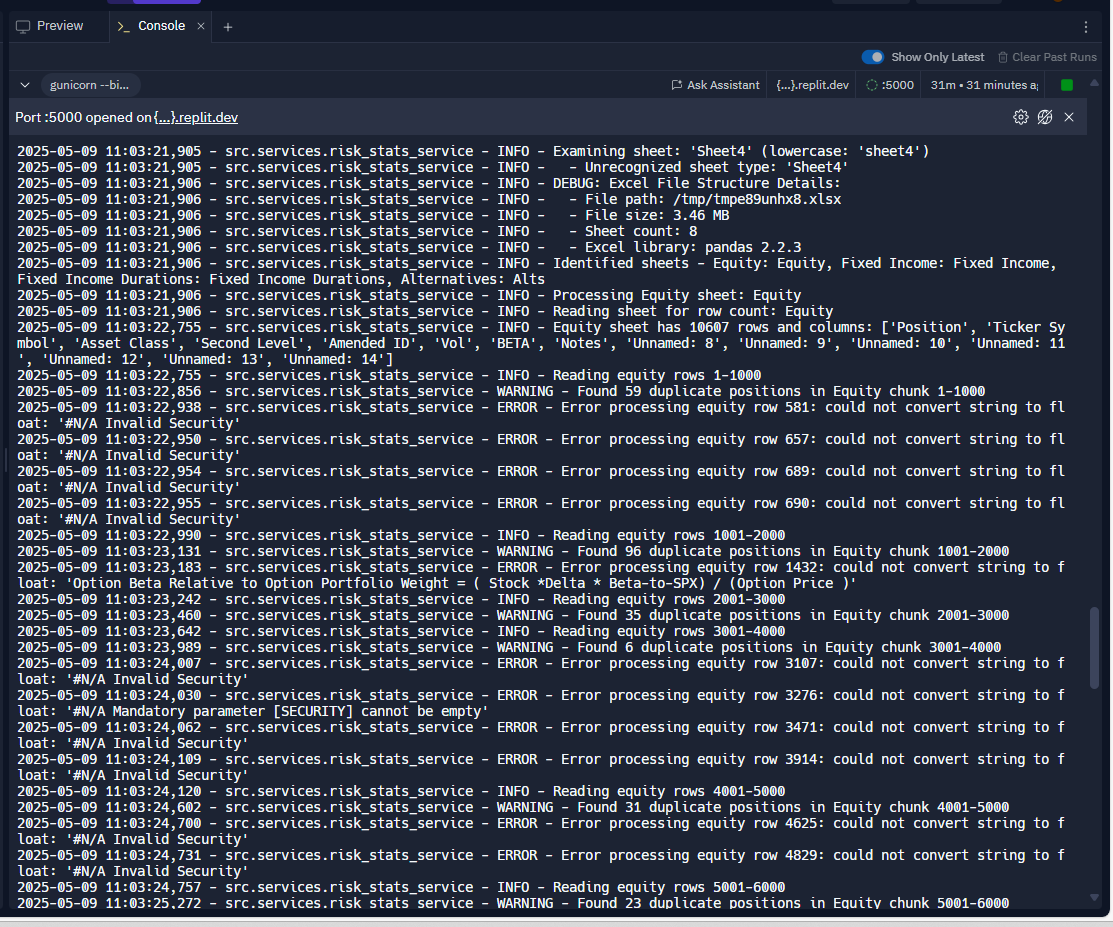 Preview
>_ Console × +
Show Only Latest Clear Past Runs
gunicorn --bi... Ask Assistant {...}.replit.dev :5000 31m • 31 minutes a
Port :5000 opened on {...}.replit.dev
2025-05-09 11:03:21,905 - src.services.risk_stats_service - INFO - Examining sheet: 'Sheet4' (lowercase: 'sheet4')
2025-05-09 11:03:21,905 - src.services.risk_stats_service - INFO -   - Unrecognized sheet type: 'Sheet4'
2025-05-09 11:03:21,906 - src.services.risk_stats_service - INFO - DEBUG: Excel File Structure Details:
2025-05-09 11:03:21,906 - src.services.risk_stats_service - INFO -   - File path: /tmp/tmpe89unhx8.xlsx
2025-05-09 11:03:21,906 - src.services.risk_stats_service - INFO -   - File size: 3.46 MB
2025-05-09 11:03:21,906 - src.services.risk_stats_service - INFO -   - Sheet count: 8
2025-05-09 11:03:21,906 - src.services.risk_stats_service - INFO -   - Excel library: pandas 2.2.3
2025-05-09 11:03:21,906 - src.services.risk_stats_service - INFO - Identified sheets - Equity: Equity, Fixed Income: Fixed Income,
Fixed Income Durations: Fixed Income Durations, Alternatives: Alts
2025-05-09 11:03:21,906 - src.services.risk_stats_service - INFO - Processing Equity sheet: Equity
2025-05-09 11:03:21,906 - src.services.risk_stats_service - INFO - Reading sheet for row count: Equity
2025-05-09 11:03:22,755 - src.services.risk_stats_service - INFO - Equity sheet has 10607 rows and columns: ['Position', 'Ticker Sy
mbol', 'Asset Class', 'Second Level', 'Amended ID', 'Vol', 'BETA', 'Notes', 'Unnamed: 8', 'Unnamed: 9', 'Unnamed: 10', 'Unnamed: 11
', 'Unnamed: 12', 'Unnamed: 13', 'Unnamed: 14']
2025-05-09 11:03:22,755 - src.services.risk_stats_service - INFO - Reading equity rows 1-1000
2025-05-09 11:03:22,856 - src.services.risk_stats_service - WARNING - Found 59 duplicate positions in Equity chunk 1-1000
2025-05-09 11:03:22,938 - src.services.risk_stats_service - ERROR - Error processing equity row 581: could not convert string to fl
oat: '#N/A Invalid Security'
2025-05-09 11:03:22,950 - src.services.risk_stats_service - ERROR - Error processing equity row 657: could not convert string to fl
oat: '#N/A Invalid Security'
2025-05-09 11:03:22,954 - src.services.risk_stats_service - ERROR - Error processing equity row 689: could not convert string to fl
oat: '#N/A Invalid Security'
2025-05-09 11:03:22,955 - src.services.risk_stats_service - ERROR - Error processing equity row 690: could not convert string to fl
oat: '#N/A Invalid Security'
2025-05-09 11:03:22,990 - src.services.risk_stats_service - INFO - Reading equity rows 1001-2000
2025-05-09 11:03:23,131 - src.services.risk_stats_service - WARNING - Found 96 duplicate positions in Equity chunk 1001-2000
2025-05-09 11:03:23,183 - src.services.risk_stats_service - ERROR - Error processing equity row 1432: could not convert string to f
loat: 'Option Beta Relative to Option Portfolio Weight = ( Stock *Delta * Beta-to-SPX) / (Option Price )'
2025-05-09 11:03:23,242 - src.services.risk_stats_service - INFO - Reading equity rows 2001-3000
2025-05-09 11:03:23,460 - src.services.risk_stats_service - WARNING - Found 35 duplicate positions in Equity chunk 2001-3000
2025-05-09 11:03:23,642 - src.services.risk_stats_service - INFO - Reading equity rows 3001-4000
2025-05-09 11:03:23,989 - src.services.risk_stats_service - WARNING - Found 6 duplicate positions in Equity chunk 3001-4000
2025-05-09 11:03:24,007 - src.services.risk_stats_service - ERROR - Error processing equity row 3107: could not convert string to f
loat: '#N/A Invalid Security'
2025-05-09 11:03:24,030 - src.services.risk_stats_service - ERROR - Error processing equity row 3276: could not convert string to f
loat: '#N/A Mandatory parameter [SECURITY] cannot be empty'
2025-05-09 11:03:24,062 - src.services.risk_stats_service - ERROR - Error processing equity row 3471: could not convert string to f
loat: '#N/A Invalid Security'
2025-05-09 11:03:24,109 - src.services.risk_stats_service - ERROR - Error processing equity row 3914: could not convert string to f
loat: '#N/A Invalid Security'
2025-05-09 11:03:24,120 - src.services.risk_stats_service - INFO - Reading equity rows 4001-5000
2025-05-09 11:03:24,602 - src.services.risk_stats_service - WARNING - Found 31 duplicate positions in Equity chunk 4001-5000
2025-05-09 11:03:24,700 - src.services.risk_stats_service - ERROR - Error processing equity row 4625: could not convert string to f
loat: '#N/A Invalid Security'
2025-05-09 11:03:24,731 - src.services.risk_stats_service - ERROR - Error processing equity row 4829: could not convert string to f
loat: '#N/A Invalid Security'
2025-05-09 11:03:24,757 - src.services.risk_stats_service - INFO - Reading equity rows 5001-6000
2025-05-09 11:03:25,272 - src.services.risk_stats_service - WARNING - Found 23 duplicate positions in Equity chunk 5001-6000